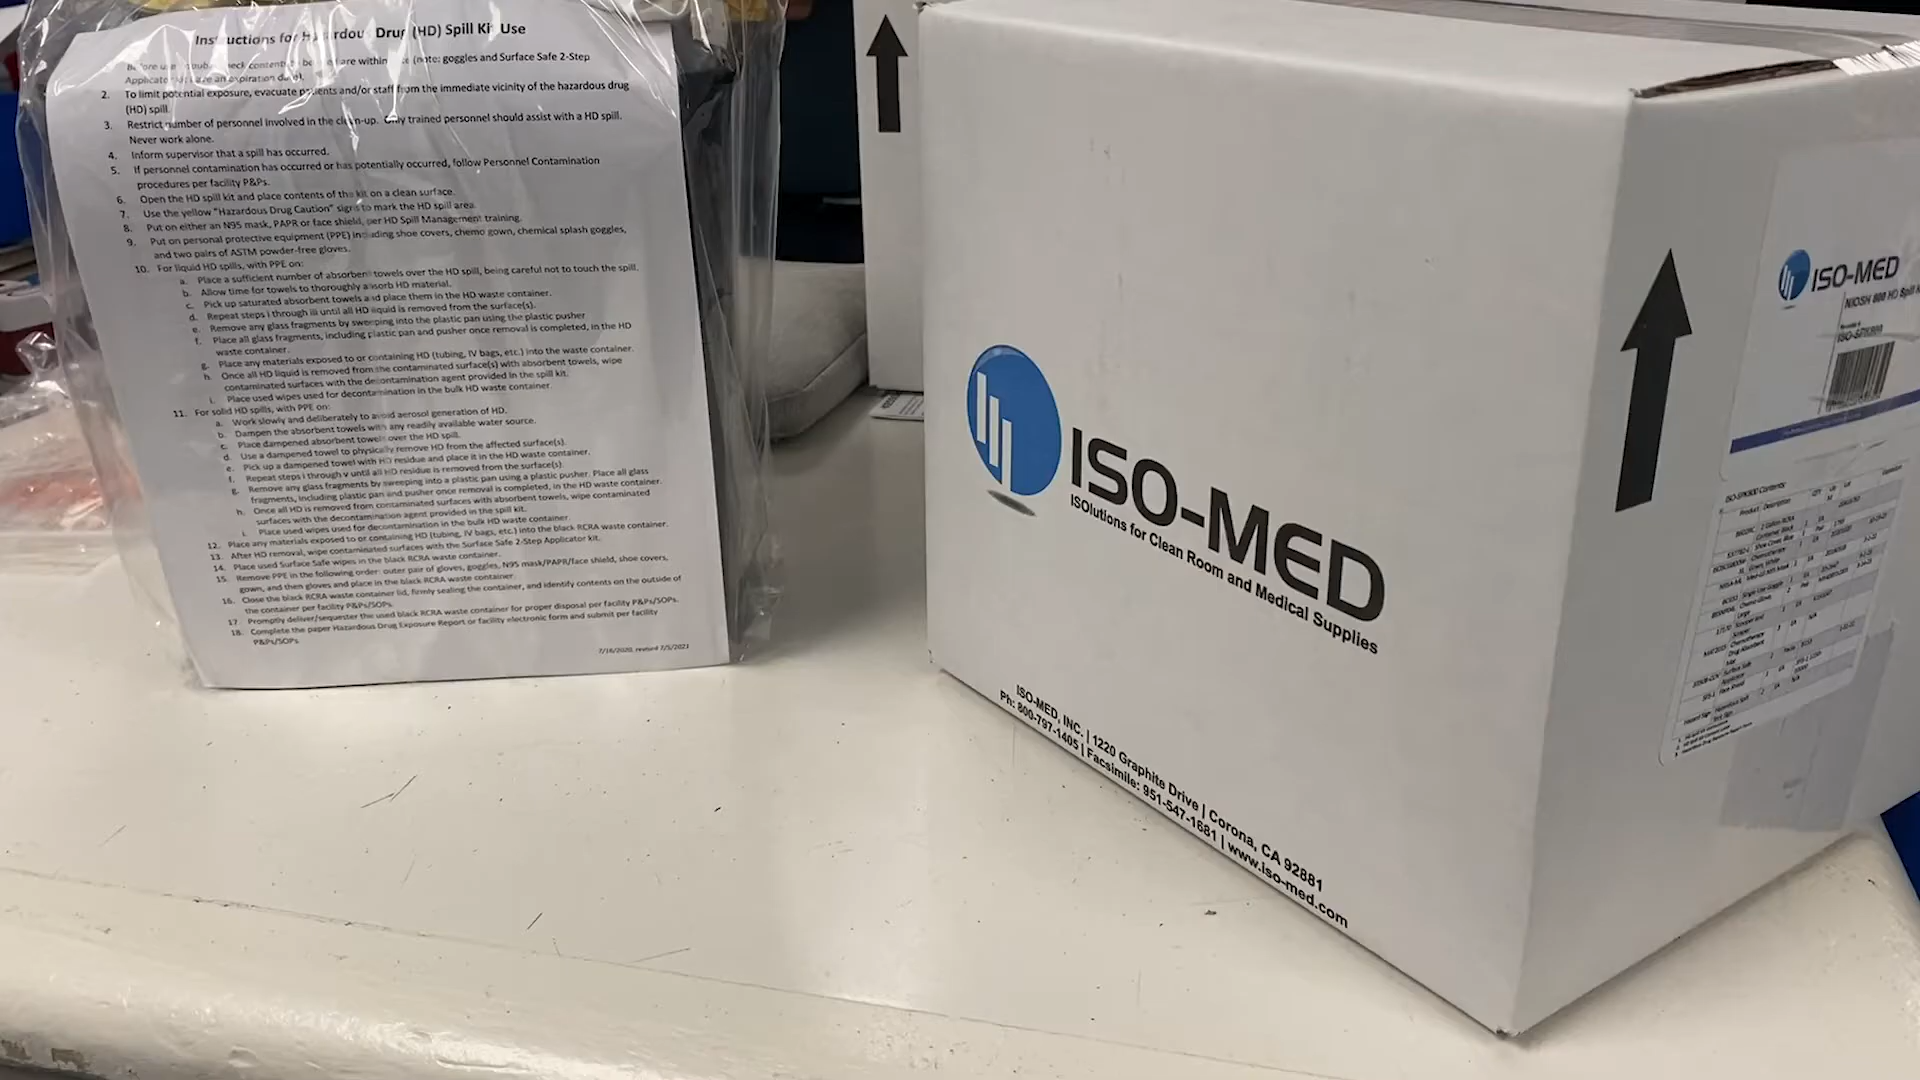 Instructions for Hazardous Drug (HD) Spill Kit Use
(note: goggles and Surface Safe 2-Step
have an expiration date).
2. To limit potential exposure, evacuate patients and/or staff from the immediate vicinity of the hazardous drug
(HD) spill.
3. Restrict number of personnel involved in the clean-up. Only trained personnel should assist with a HD spill.
Never work alone.
4. Inform supervisor that a spill has occurred.
5. If personnel contamination has occurred or has potentially occurred, follow Personnel Contamination
procedures per facility P&Ps.
6. Open the HD spill kit and place contents of the kit on a clean surface.
7. Use the yellow "Hazardous Drug Caution" signs to mark the HD spill area.
8. Put on either an N95 mask, PAPR or face shield, per HD Spill Management training.
9. Put on personal protective equipment (PPE) including shoe covers, chemo gown, chemical splash goggles,
and two pairs of ASTM powder-free gloves.
10. For liquid HD spills, with PPE on:
a. Place a sufficient number of absorbent towels over the HD spill, being careful not to touch the spill.
b. Allow time for towels to thoroughly absorb HD material.
c. Pick up saturated absorbent towels and place them in the HD waste container.
d. Repeat steps i through iii until all HD liquid is removed from the surface(s).
e. Remove any glass fragments by sweeping into the plastic pan using the plastic pusher
f. Place all glass fragments, including plastic pan and pusher once removal is completed, in the HD
waste container.
g. Place any materials exposed to or containing HD (tubing, IV bags, etc.) into the waste container.
h. Once all HD liquid is removed from the contaminated surface(s) with absorbent towels, wipe
contaminated surfaces with the decontamination agent provided in the spill kit.
i. Place used wipes used for decontamination in the bulk HD waste container.
11. For solid HD spills, with PPE on:
a. Work slowly and deliberately to avoid aerosol generation of HD.
b. Dampen the absorbent towels with any readily available water source.
c. Place dampened absorbent towels over the HD spill.
d. Use a dampened towel to physically remove HD from the affected surface(s).
e. Pick up a dampened towel with HD residue and place it in the HD waste container.
f. Repeat steps i through v until all HD residue is removed from the surface(s).
g. Remove any glass fragments by sweeping into a plastic pan using a plastic pusher. Place all glass
fragments, including plastic pan and pusher once removal is completed, in the HD waste container.
h. Once all HD is removed from contaminated surfaces with absorbent towels, wipe contaminated
surfaces with the decontamination agent provided in the spill kit.
i. Place used wipes used for decontamination in the bulk HD waste container.
12. Place any materials exposed to or containing HD (tubing, IV bags, etc.) into the black RCRA waste container.
13. After HD removal, wipe contaminated surfaces with the Surface Safe 2-Step Applicator kit.
14. Place used Surface Safe wipes in the black RCRA waste container.
15. Remove PPE in the following order: outer pair of gloves, goggles, N95 mask/PAPR/face shield, shoe covers,
gown, and then gloves and place in the black RCRA waste container.
16. Close the black RCRA waste container lid, firmly sealing the container, and identify contents on the outside of
the container per facility P&Ps/SOPs.
17. Promptly deliver/sequester the used black RCRA waste container for proper disposal per facility P&Ps/SOPs.
18. Complete the paper Hazardous Drug Exposure Report or facility electronic form and submit per facility
P&Ps/SOPs
7/16/2020, revised 7/5/2021
ISO-MED
ISOlutions for Clean Room and Medical Supplies
ISO-MED, INC. | 1220 Graphite Drive | Corona, CA 92881
Ph: 800-797-1405 | Facsimile: 951-547-1681 | www.iso-med.com
ISO-MED
NIOSH 800 HD Spill
ISO-SPK800
ISO-SPK800 Contents:
Product Description